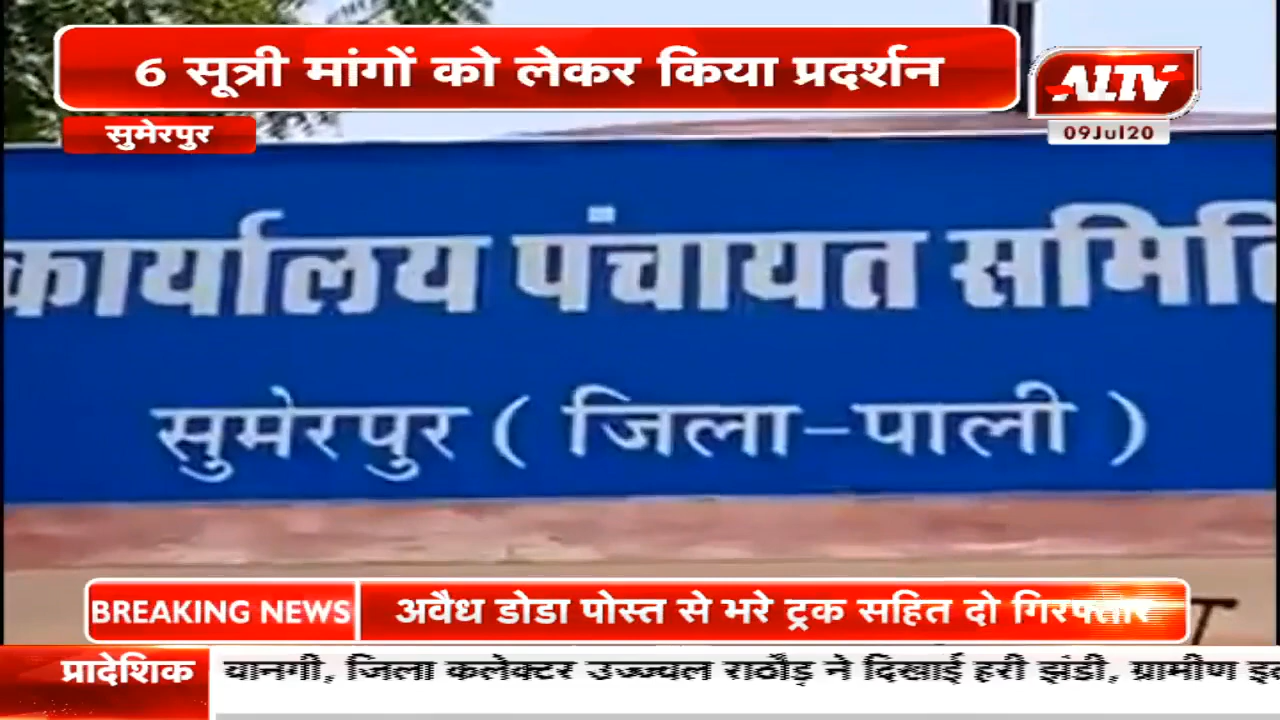 6 सूत्री मांगों को लेकर किया प्रदर्शन
ALTV
सुमेरपुर
09Jul20
कार्यालय पंचायत समिति
सुमेरपुर ( जिला-पाली )
BREAKING NEWS अवैध डोडा पोस्त से भरे ट्रक सहित दो गिरफ्तार
प्रादेशिक जिला कलेक्टर उज्ज्वल राठौड़ ने दिखाई हरी झंडी, ग्रामीण